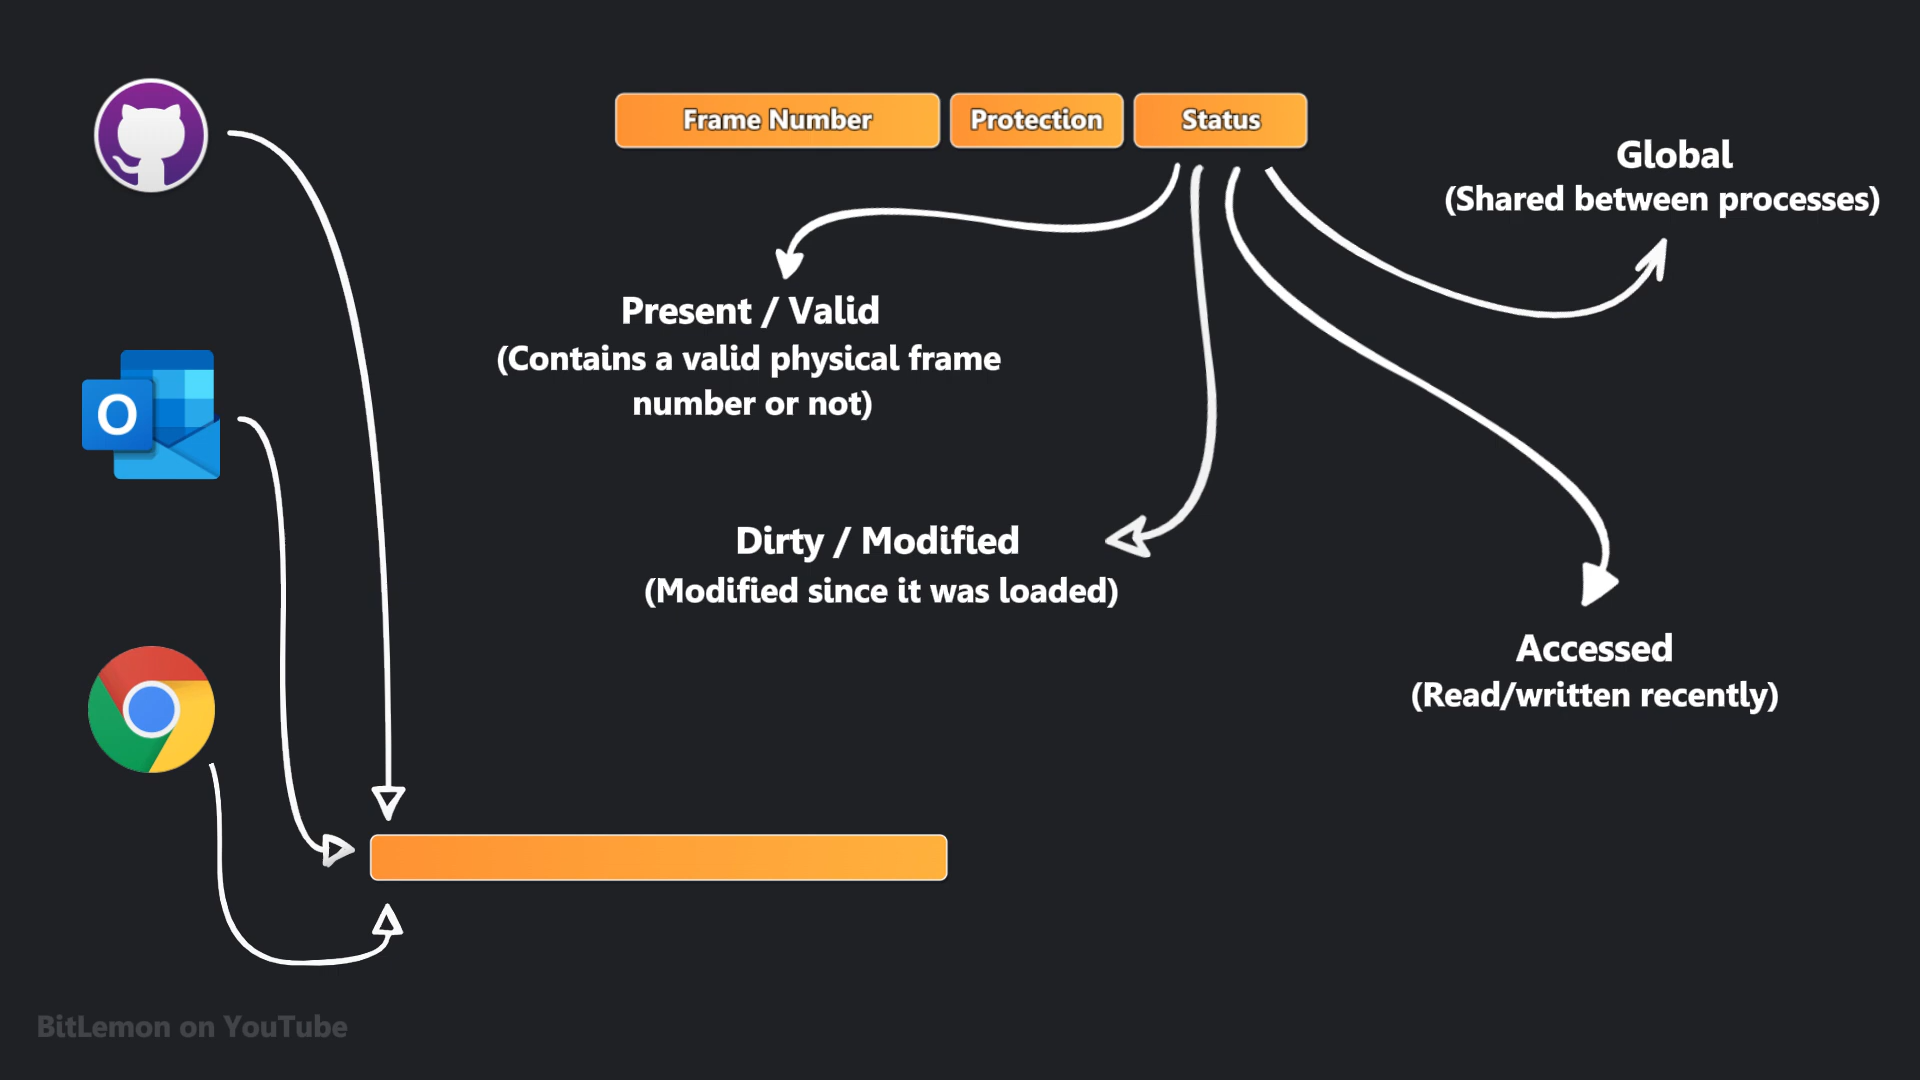 Frame Number
Protection
Status
Global
(Shared between processes)
Present / Valid
(Contains a valid physical frame
number or not)
O
Dirty / Modified
(Modified since it was loaded)
Accessed
(Read/written recently)
BitLemon on YouTube